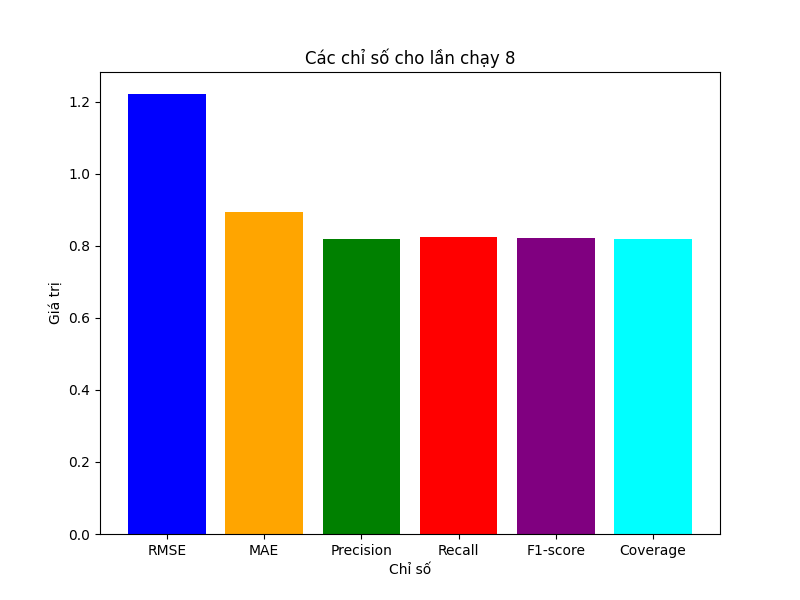 Các chỉ số cho lần chạy 8
1.2
1.0
0.8
0.6
0.4
0.2
0.0
Giá trị
RMSE MAE Precision Recall F1-score Coverage
Chỉ số